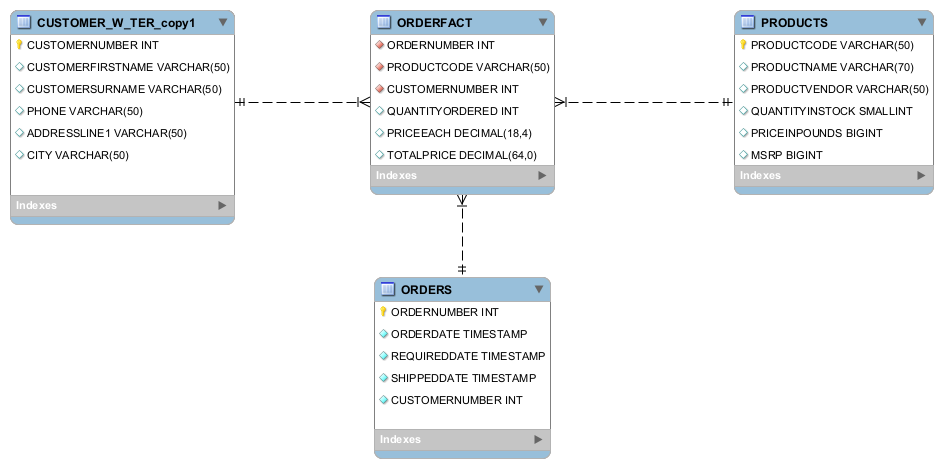 CUSTOMER_W_TER_copy1
CUSTOMERNUMBER INT
CUSTOMERFIRSTNAME VARCHAR(50)
CUSTOMERSURNAME VARCHAR(50)
PHONE VARCHAR(50)
ADDRESSLINE1 VARCHAR(50)
CITY VARCHAR(50)
Indexes
ORDERFACT
ORDERNUMBER INT
PRODUCTCODE VARCHAR(50)
CUSTOMERNUMBER INT
QUANTITYORDERED INT
PRICEEACH DECIMAL(18,4)
TOTALPRICE DECIMAL(64,0)
Indexes
PRODUCTS
PRODUCTCODE VARCHAR(50)
PRODUCTNAME VARCHAR(70)
PRODUCTVENDOR VARCHAR(50)
QUANTITYINSTOCK SMALLINT
PRICEINPOUNDS BIGINT
MSRP BIGINT
Indexes
ORDERS
ORDERNUMBER INT
ORDERDATE TIMESTAMP
REQUIREDDATE TIMESTAMP
SHIPPEDDATE TIMESTAMP
CUSTOMERNUMBER INT
Indexes